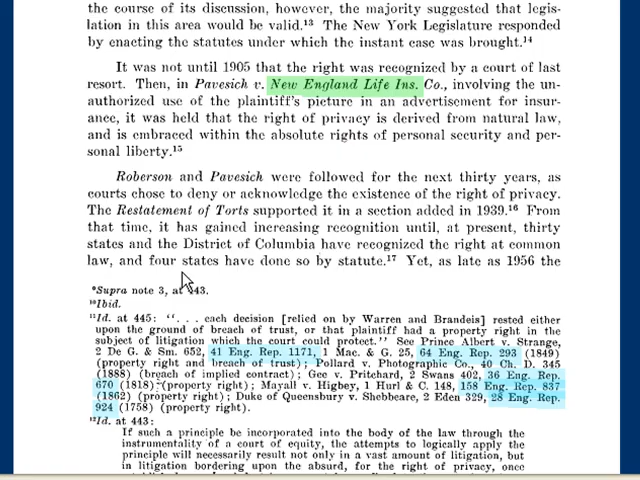 the course of its discussion, however, the majority suggested that legis-
lation in this area would be valid.¹³ The New York Legislature responded
by enacting the statutes under which the instant case was brought.¹⁴
It was not until 1905 that the right was recognized by a court of last
resort. Then, in Pavesich v. New England Life Ins. Co., involving the un-
authorized use of the plaintiff's picture in an advertisement for insur-
ance, it was held that the right of privacy is derived from natural law,
and is embraced within the absolute rights of personal security and per-
sonal liberty.¹⁵
Roberson and Pavesich were followed for the next thirty years, as
courts chose to deny or acknowledge the existence of the right of privacy.
The Restatement of Torts supported it in a section added in 1939.¹⁶ From
that time, it has gained increasing recognition until, at present, thirty
states and the District of Columbia have recognized the right at common
law, and four states have done so by statute.¹⁷ Yet, as late as 1956 the
⁹Supra note 3, at 443.
¹⁰Ibid.
¹¹Id. at 445: ". . . each decision [relied on by Warren and Brandeis] rested either
upon the ground of breach of trust, or that plaintiff had a property right in the
subject of litigation which the court could protect." See Prince Albert v. Strange,
2 De G. & Sm. 652, 41 Eng. Rep. 1171, 1 Mac. & G. 25, 64 Eng. Rep. 293 (1849)
(property right and breach of trust); Pollard v. Photographic Co., 40 Ch. D. 345
(1888) (breach of implied contract); Gee v. Pritchard, 2 Swans 402, 36 Eng. Rep.
670 (1818) (property right); Mayall v. Higbey, 1 Hurl & C. 148, 158 Eng. Rep. 837
(1862) (property right); Duke of Queensbury v. Shebbeare, 2 Eden 329, 28 Eng. Rep.
924 (1758) (property right).
¹²Id. at 443:
If such a principle be incorporated into the body of the law through the
instrumentality of a court of equity, the attempts to logically apply the
principle will necessarily result not only in a vast amount of litigation, but
in litigation bordering upon the absurd, for the right of privacy, once